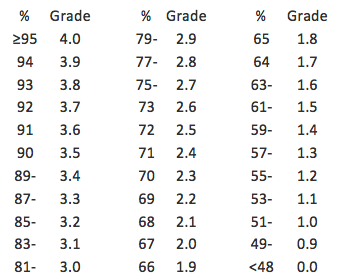 % Grade % Grade % Grade
≥95 4.0 79- 2.9 65 1.8
94 3.9 77- 2.8 64 1.7
93 3.8 75- 2.7 63- 1.6
92 3.7 73 2.6 61- 1.5
91 3.6 72 2.5 59- 1.4
90 3.5 71 2.4 57- 1.3
89- 3.4 70 2.3 55- 1.2
87- 3.3 69 2.2 53- 1.1
85- 3.2 68 2.1 51- 1.0
83- 3.1 67 2.0 49- 0.9
81- 3.0 66 1.9 <48 0.0